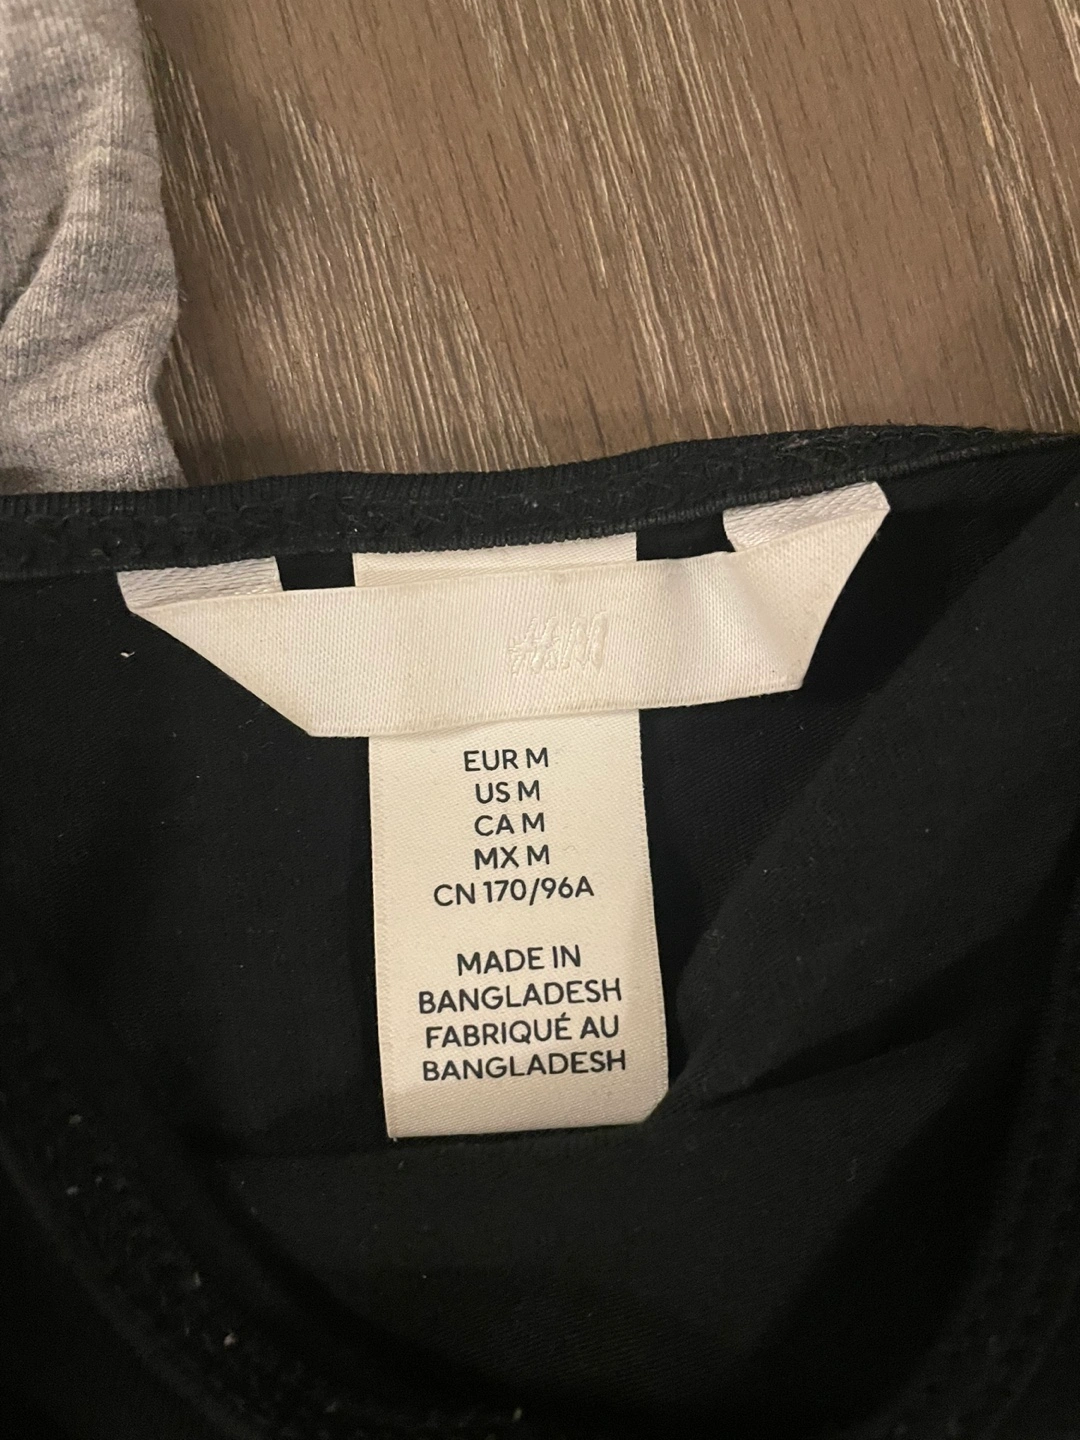 H&M
EUR M
US M
CA M
MX M
CN 170/96A
MADE IN
BANGLADESH
FABRIQUÉ AU
BANGLADESH